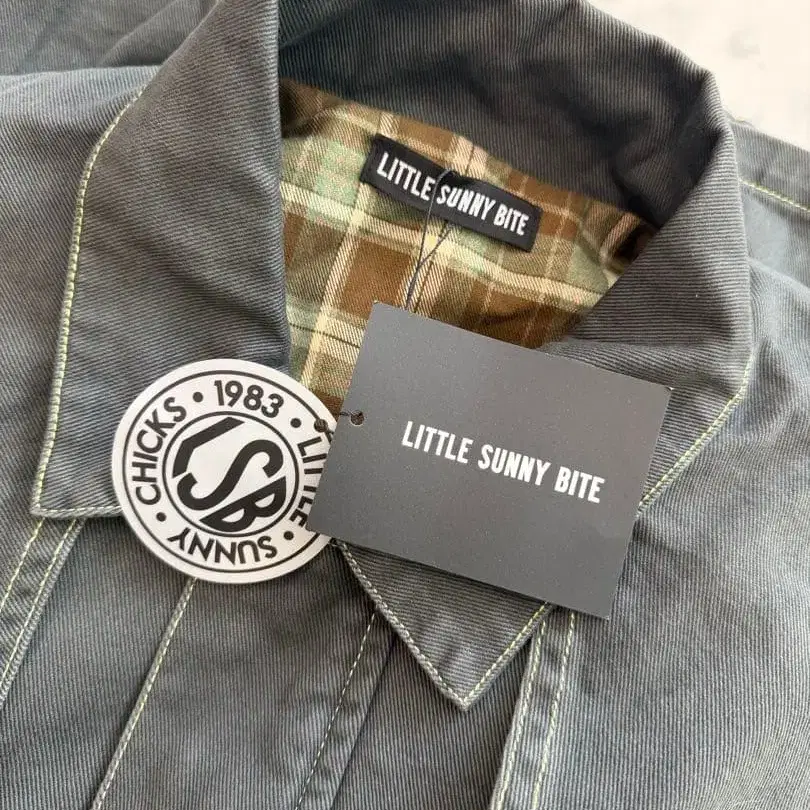 LITTLE SUNNY BITE
CHICKS • 1983 • LITTLE • SUNNY •
LSB
LITTLE SUNNY BITE